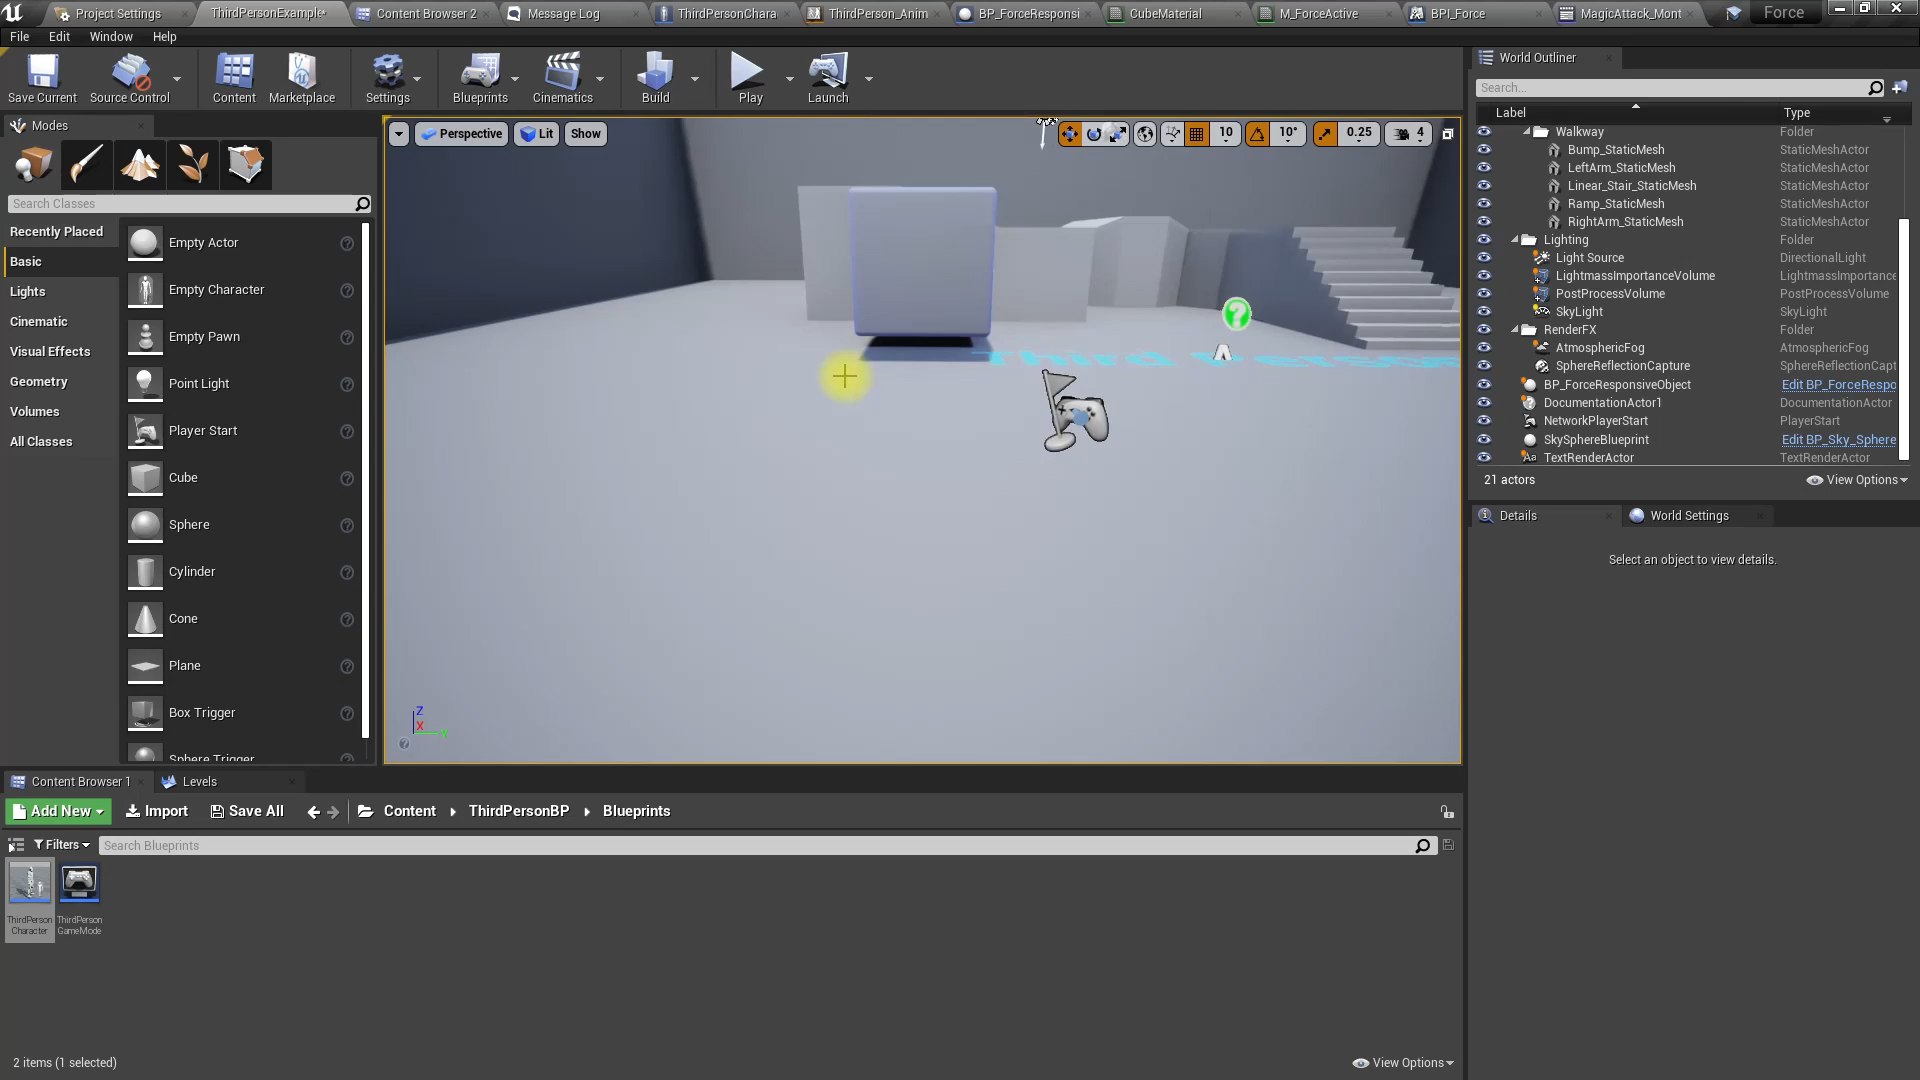 Project Settings
ThirdPersonExample*
Content Browser 2
Message Log
ThirdPersonChara
ThirdPerson_Anim
BP_ForceResponsi
CubeMaterial
M_ForceActive
BPI_Force
MagicAttack_Mont
Force
File
Edit
Window
Help
Save Current
Source Control
Content
Marketplace
Settings
Blueprints
Cinematics
Build
Play
Launch
Modes
Search Classes
Recently Placed
Basic
Lights
Cinematic
Visual Effects
Geometry
Volumes
All Classes
Empty Actor
Empty Character
Empty Pawn
Point Light
Player Start
Cube
Sphere
Cylinder
Cone
Plane
Box Trigger
Sphere Trigger
Perspective
Lit
Show
10
10°
0.25
4
Third
Z
X
Y
World Outliner
Search...
Label
Type
Walkway
Folder
Bump_StaticMesh
StaticMeshActor
LeftArm_StaticMesh
StaticMeshActor
Linear_Stair_StaticMesh
StaticMeshActor
Ramp_StaticMesh
StaticMeshActor
RightArm_StaticMesh
StaticMeshActor
Lighting
Folder
Light Source
DirectionalLight
LightmassImportanceVolume
LightmassImportance
PostProcessVolume
PostProcessVolume
SkyLight
SkyLight
RenderFX
Folder
AtmosphericFog
AtmosphericFog
SphereReflectionCapture
SphereReflectionCapt
BP_ForceResponsiveObject
Edit BP_ForceRespo
DocumentationActor1
DocumentationActor
NetworkPlayerStart
PlayerStart
SkySphereBlueprint
Edit BP_Sky_Sphere
TextRenderActor
TextRenderActor
21 actors
View Options
Details
World Settings
Select an object to view details.
Content Browser 1
Levels
Add New
Import
Save All
Content
ThirdPersonBP
Blueprints
Filters
Search Blueprints
ThirdPerson
Character
ThirdPerson
GameMode
2 items (1 selected)
View Options